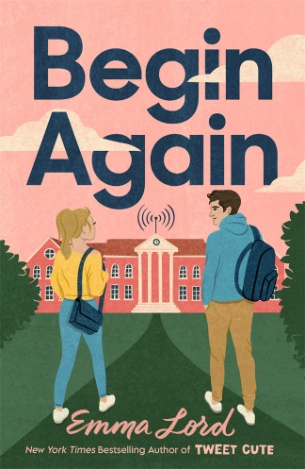 Begin
Again
Emma Lord
New York Times Bestselling Author of TWEET CUTE